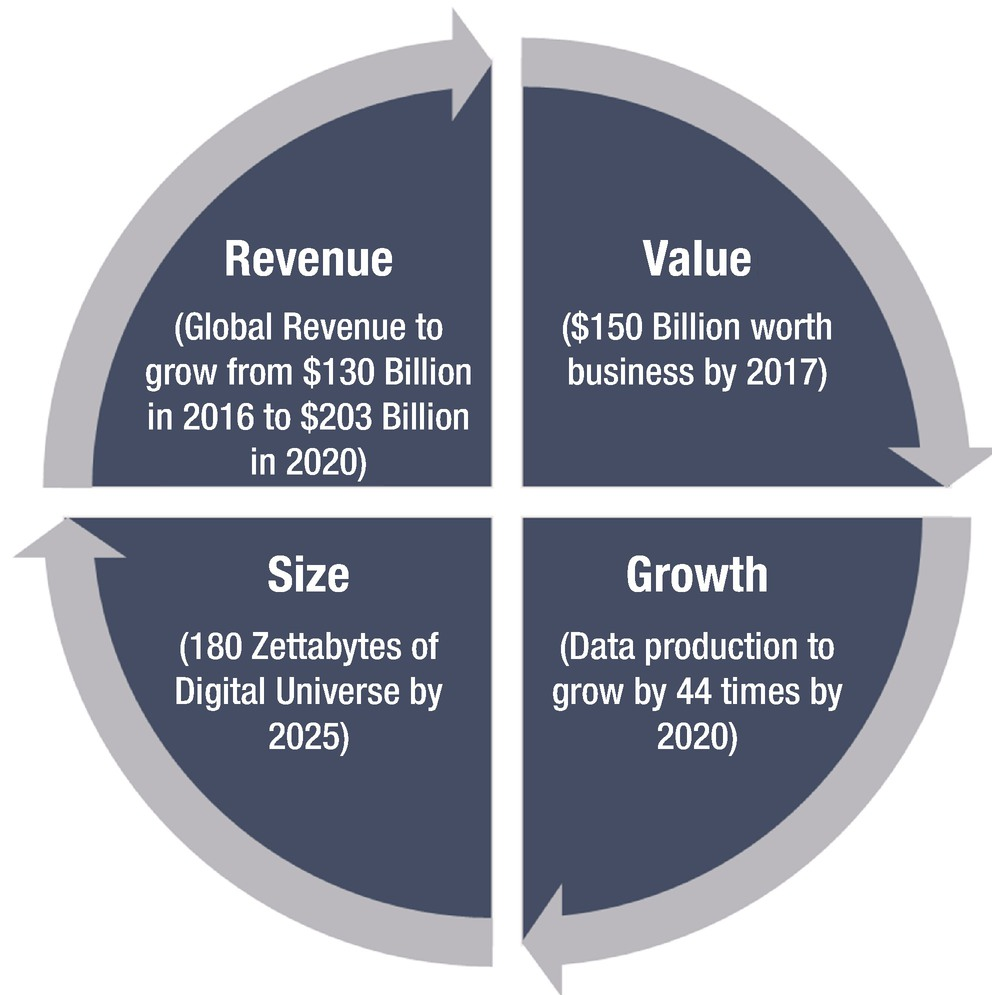 Revenue
(Global Revenue to
grow from $130 Billion
in 2016 to $203 Billion
in 2020)
Value
($150 Billion worth
business by 2017)
Size
(180 Zettabytes of
Digital Universe by
2025)
Growth
(Data production to
grow by 44 times by
2020)